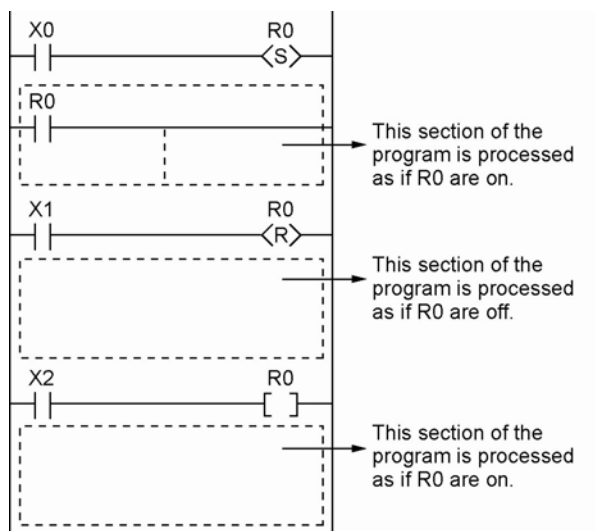 X0 R0
S
R0
This section of the
program is processed
as if R0 are on.
X1 R0
R
This section of the
program is processed
as if R0 are off.
X2 R0
This section of the
program is processed
as if R0 are on.